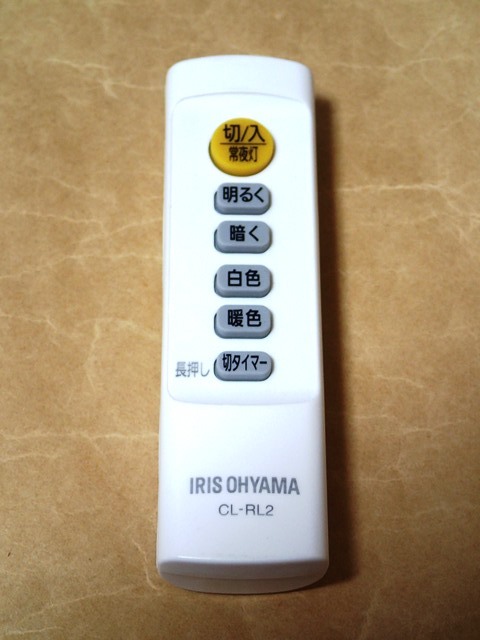 切/入
常夜灯
明るく
暗く
白色
暖色
長押し 切タイマー
IRIS OHYAMA
CL-RL2